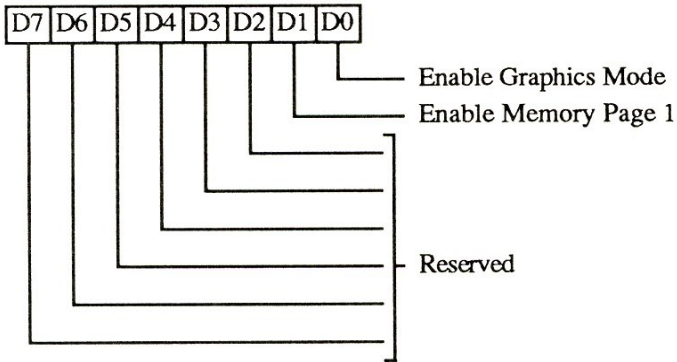 D7 D6 D5 D4 D3 D2 D1 D0
Enable Graphics Mode
Enable Memory Page 1
Reserved